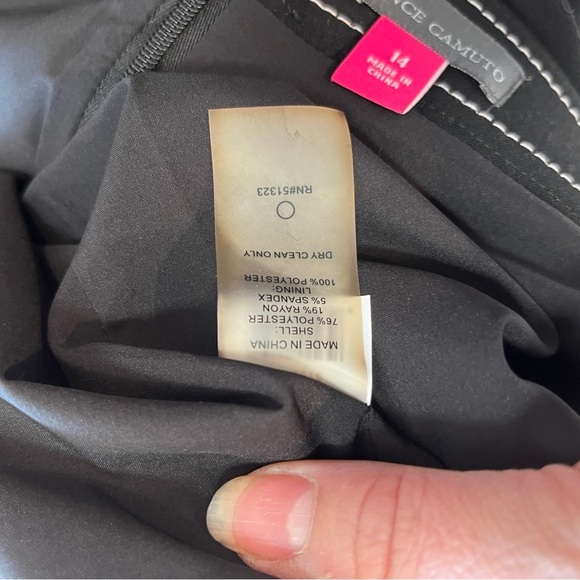 NCE CAMUTO
14
MADE IN
CHINA
MADE IN CHINA
SHELL:
76% POLYESTER
19% RAYON
5% SPANDEX
LINING:
100% POLYESTER
DRY CLEAN ONLY
RN#51323